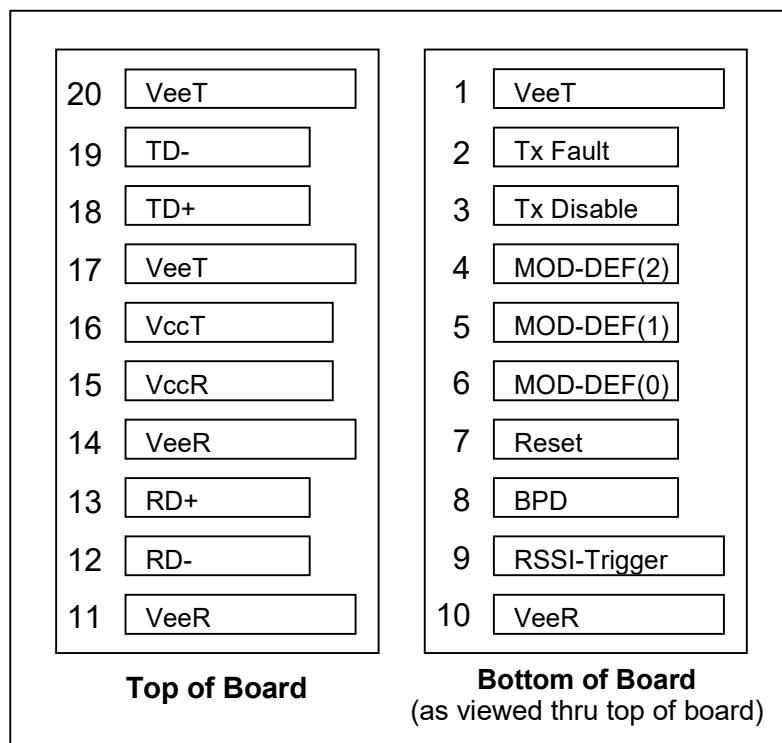 20 VeeT
19 TD-
18 TD+
17 VeeT
16 VccT
15 VccR
14 VeeR
13 RD+
12 RD-
11 VeeR
Top of Board
1 VeeT
2 Tx Fault
3 Tx Disable
4 MOD-DEF(2)
5 MOD-DEF(1)
6 MOD-DEF(0)
7 Reset
8 BPD
9 RSSI-Trigger
10 VeeR
Bottom of Board
(as viewed thru top of board)